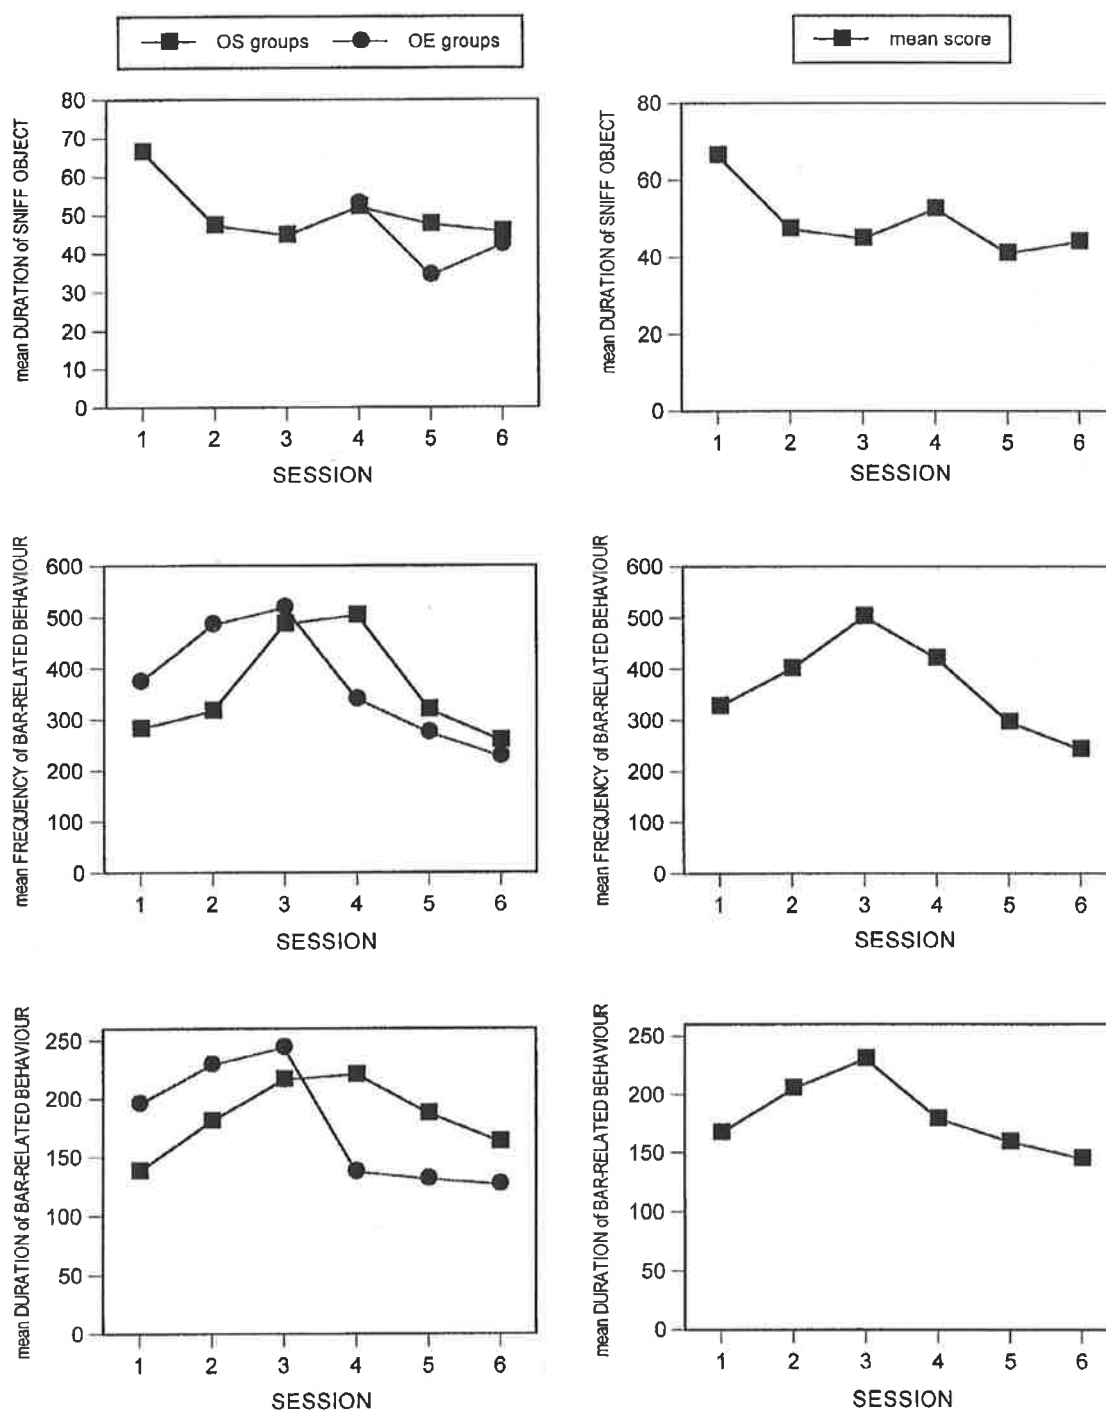 OS groups OE groups
mean score
mean DURATION of SNIFF OBJECT
80
70
60
50
40
30
20
10
0
1 2 3 4 5 6
SESSION
mean DURATION of SNIFF OBJECT
80
60
40
20
0
1 2 3 4 5 6
SESSION
mean FREQUENCY of BAR-RELATED BEHAVIOUR
600
500
400
300
200
100
0
1 2 3 4 5 6
SESSION
mean FREQUENCY of BAR-RELATED BEHAVIOUR
600
500
400
300
200
100
0
1 2 3 4 5 6
SESSION
mean DURATION of BAR-RELATED BEHAVIOUR
250
200
150
100
50
0
1 2 3 4 5 6
SESSION
mean DURATION of BAR-RELATED BEHAVIOUR
250
200
150
100
50
0
1 2 3 4 5 6
SESSION